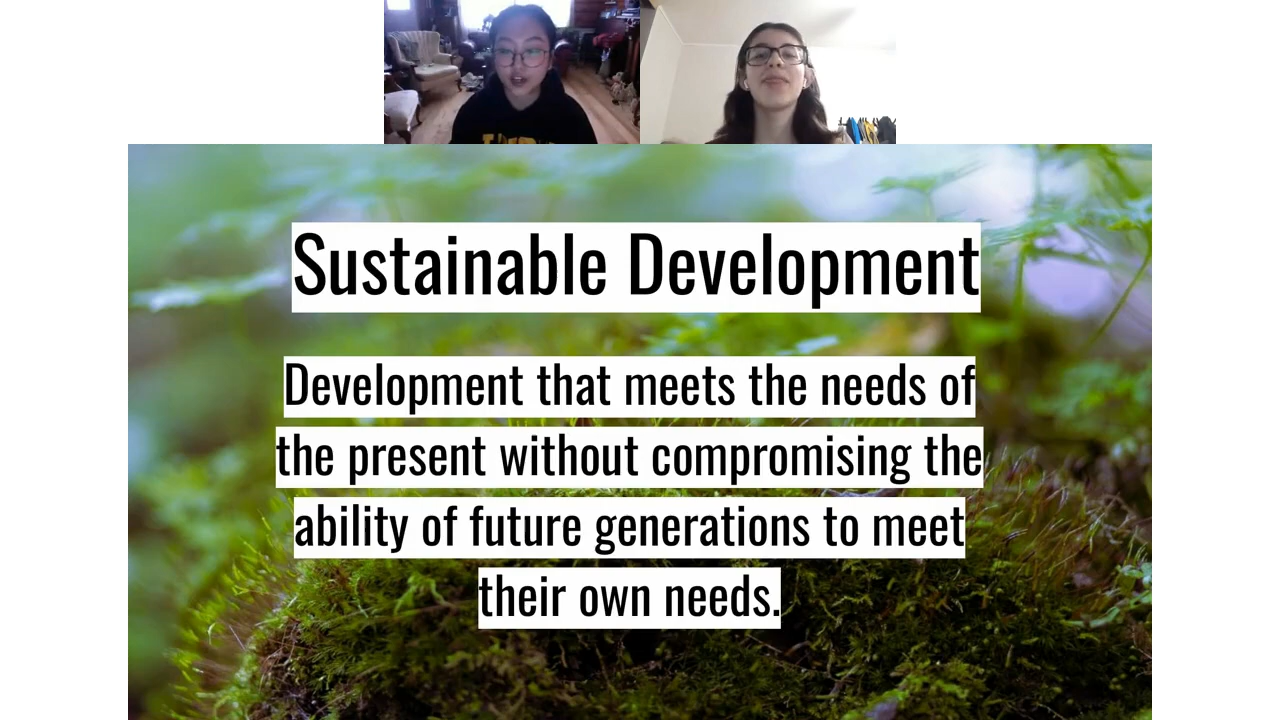 Sustainable Development
Development that meets the needs of
the present without compromising the
ability of future generations to meet
their own needs.